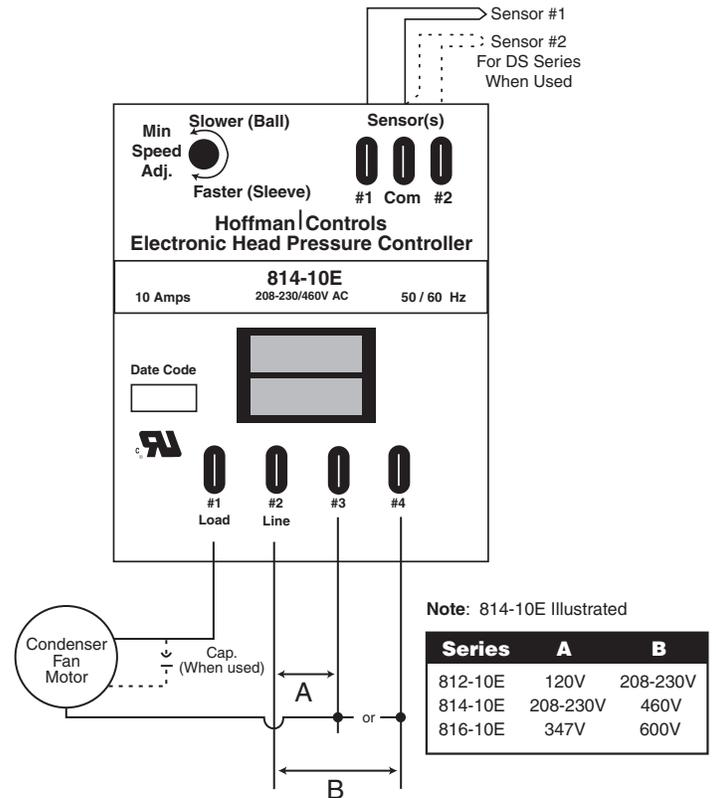 Sensor #1
Sensor #2
For DS Series
When Used
Slower (Ball)
Min
Speed
Adj.
Faster (Sleeve)
Sensor(s)
#1 Com #2
Hoffman Controls
Electronic Head Pressure Controller
814-10E
10 Amps 208-230/460V AC 50 / 60 Hz
Date Code
#1 #2 #3 #4
Load Line
Condenser
Fan
Motor
Cap.
(When used)
A
or
B
Note: 814-10E Illustrated
Series A B
812-10E 120V 208-230V
814-10E 208-230V 460V
816-10E 347V 600V